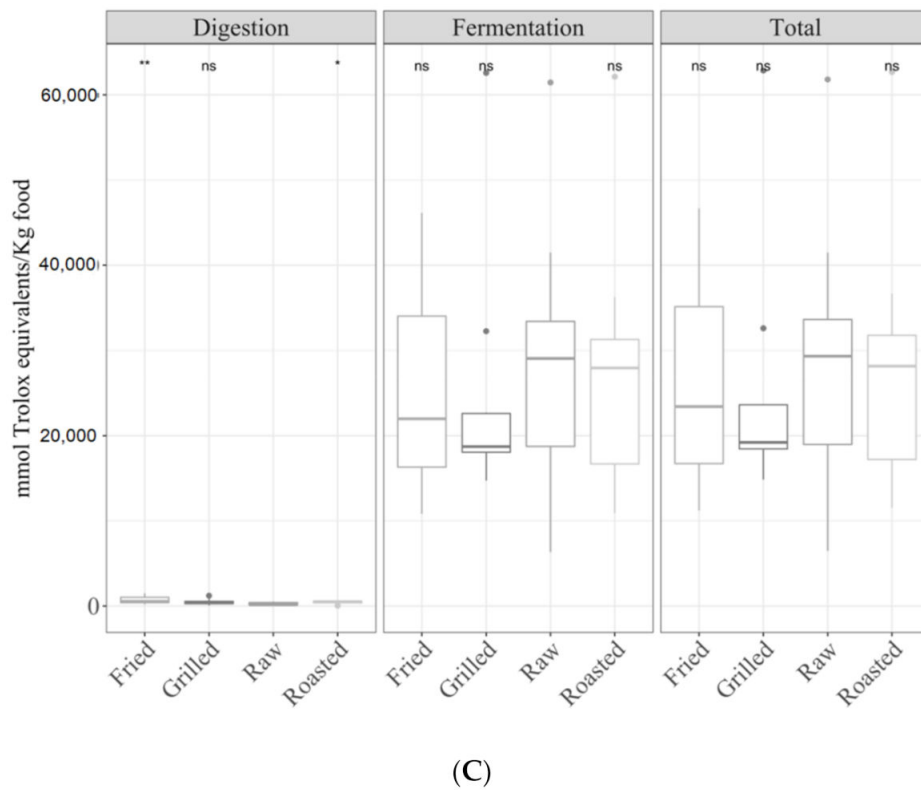 Digestion Fermentation Total
** ns * ns ns ns ns ns ns
60,000
40,000
20,000
0
mmol Trolox equivalents/Kg food
Fried Grilled Raw Roasted Fried Grilled Raw Roasted Fried Grilled Raw Roasted
(C)